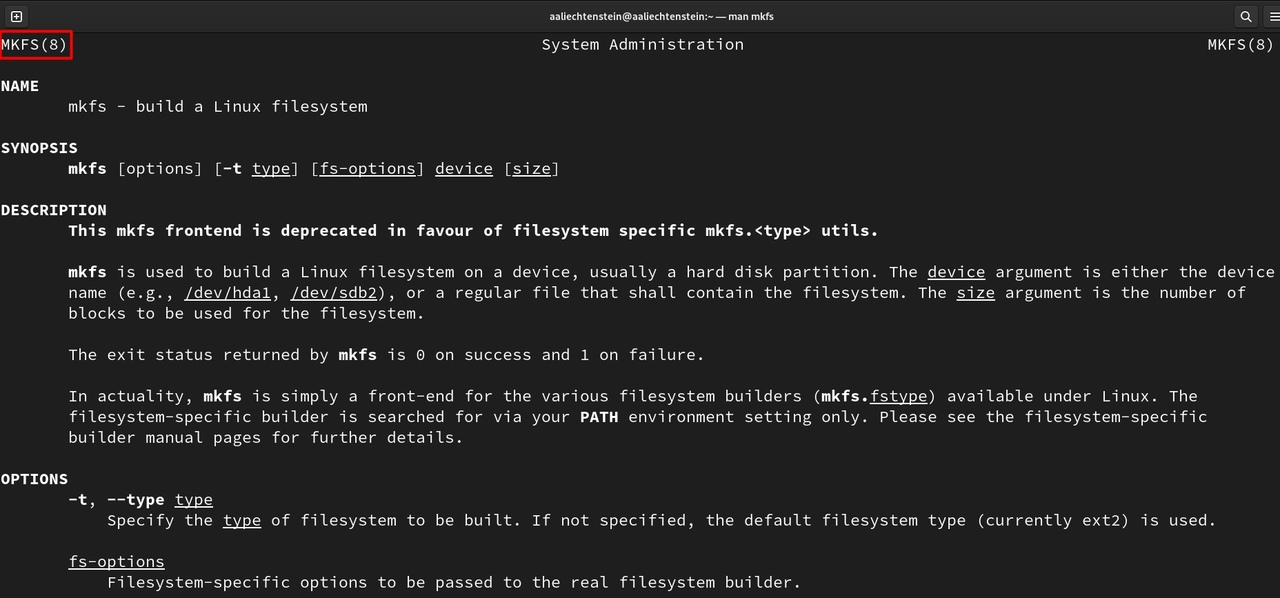 aaliechtenstein@aaliechtenstein:~ — man mkfs
MKFS(8) System Administration MKFS(8)
NAME
mkfs - build a Linux filesystem
SYNOPSIS
mkfs [options] [-t type] [fs-options] device [size]
DESCRIPTION
This mkfs frontend is deprecated in favour of filesystem specific mkfs.<type> utils.
mkfs is used to build a Linux filesystem on a device, usually a hard disk partition. The device argument is either the device
name (e.g., /dev/hda1, /dev/sdb2), or a regular file that shall contain the filesystem. The size argument is the number of
blocks to be used for the filesystem.
The exit status returned by mkfs is 0 on success and 1 on failure.
In actuality, mkfs is simply a front-end for the various filesystem builders (mkfs.fstype) available under Linux. The
filesystem-specific builder is searched for via your PATH environment setting only. Please see the filesystem-specific
builder manual pages for further details.
OPTIONS
-t, --type type
Specify the type of filesystem to be built. If not specified, the default filesystem type (currently ext2) is used.
fs-options
Filesystem-specific options to be passed to the real filesystem builder.